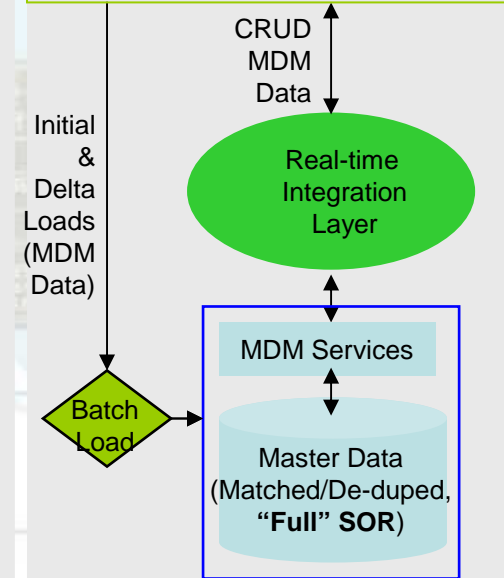 CRUD
MDM
Data
Initial
&
Delta
Loads
(MDM
Data)
Real-time
Integration
Layer
MDM Services
Batch
Load
Master Data
(Matched/De-duped,
“Full” SOR)